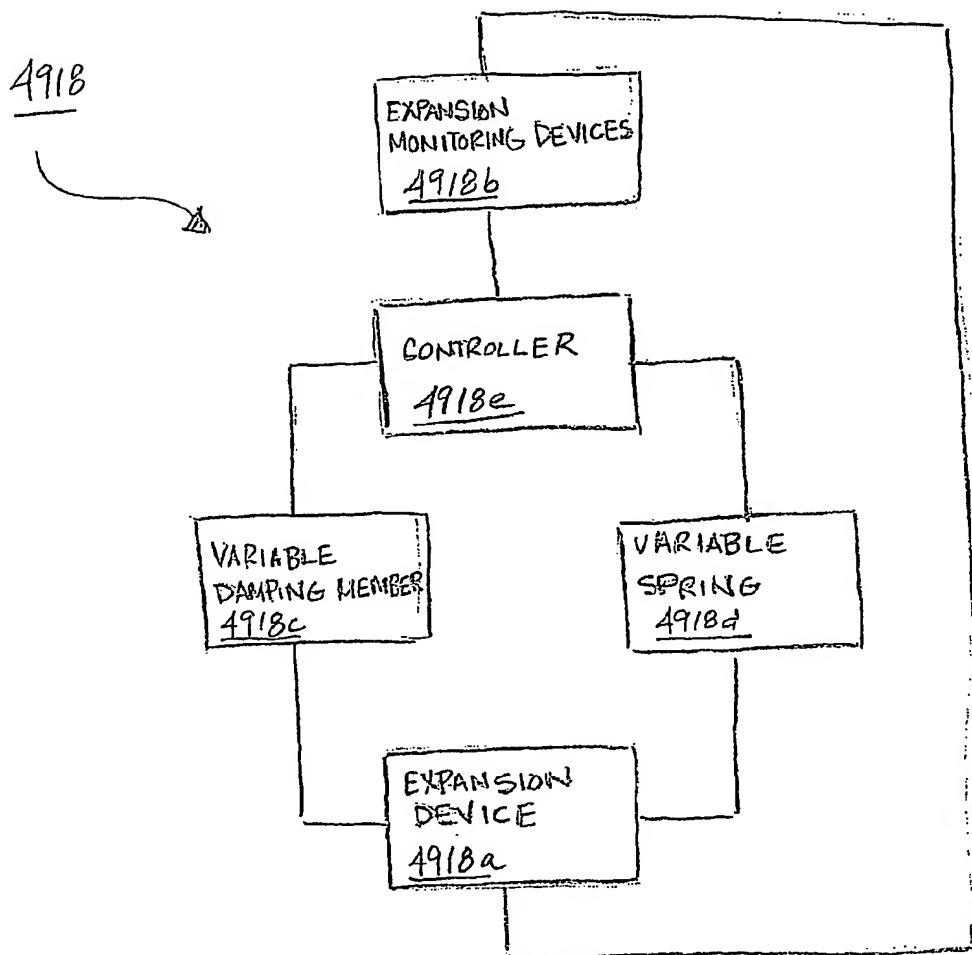 4918
EXPANSION
MONITORING DEVICES
4918b
CONTROLLER
4918e
VARIABLE
DAMPING MEMBER
4918c
VARIABLE
SPRING
4918d
EXPANSION
DEVICE
4918a